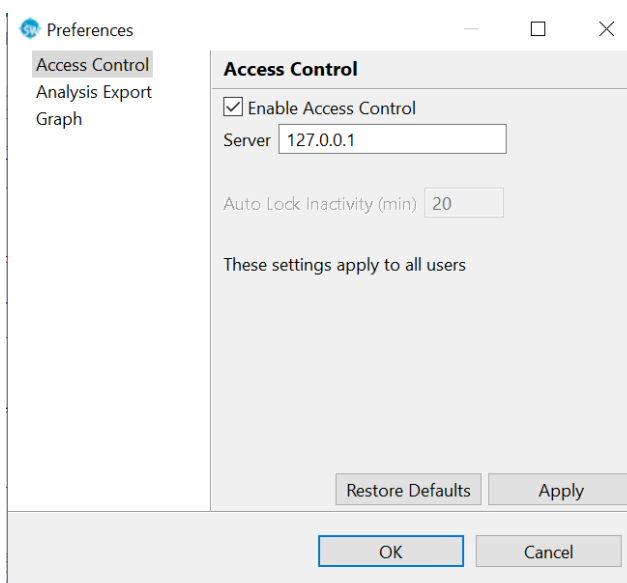 SW Preferences
Access Control
Analysis Export
Graph
Access Control
Enable Access Control
Server 127.0.0.1
Auto Lock Inactivity (min) 20
These settings apply to all users
Restore Defaults Apply
OK Cancel